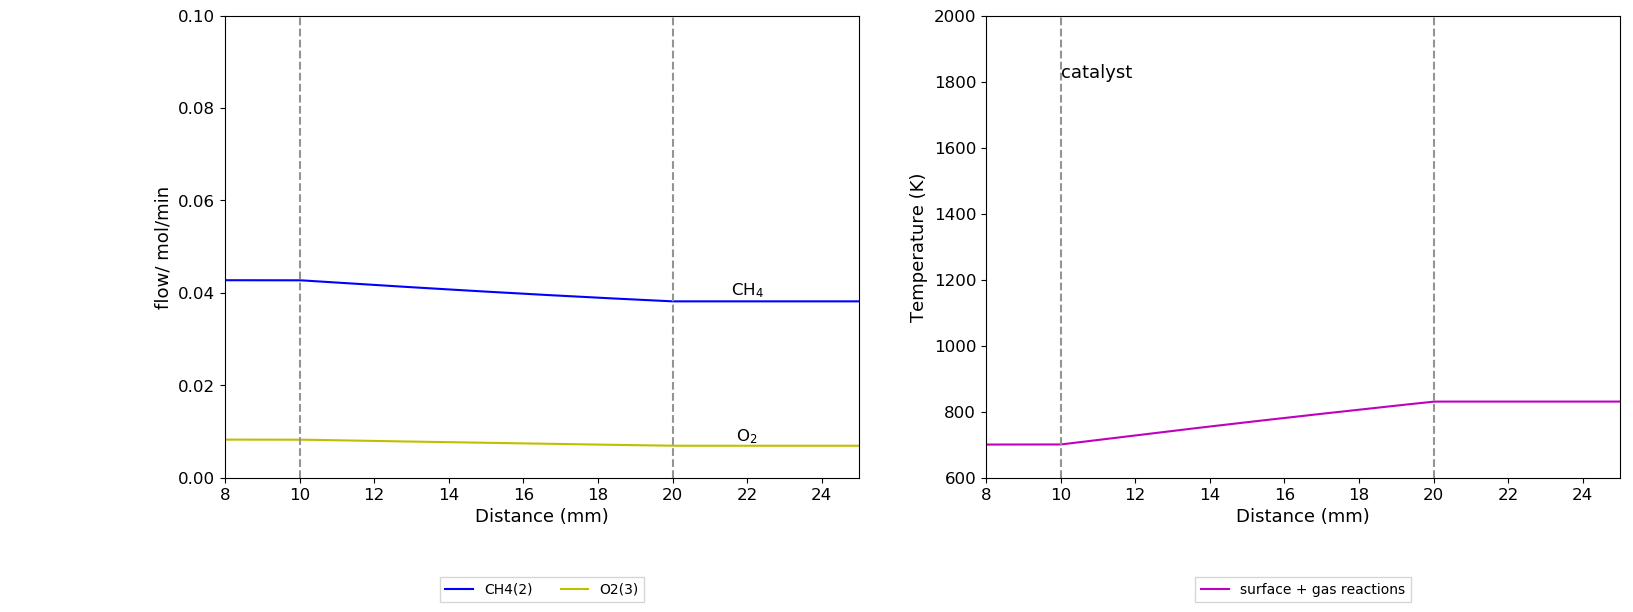 0.10
0.08
0.06
0.04
0.02
0.00
flow/ mol/min
CH₄
O₂
8 10 12 14 16 18 20 22 24
Distance (mm)
CH4(2) O2(3)
2000
1800
1600
1400
1200
1000
800
600
Temperature (K)
catalyst
8 10 12 14 16 18 20 22 24
Distance (mm)
surface + gas reactions